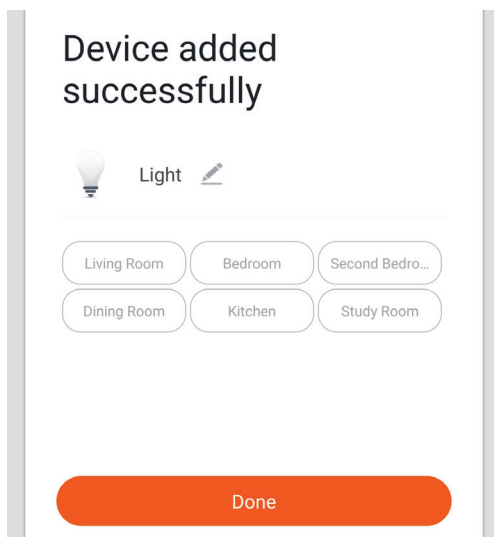 Device added
successfully
Light
Living Room
Bedroom
Second Bedro...
Dining Room
Kitchen
Study Room
Done